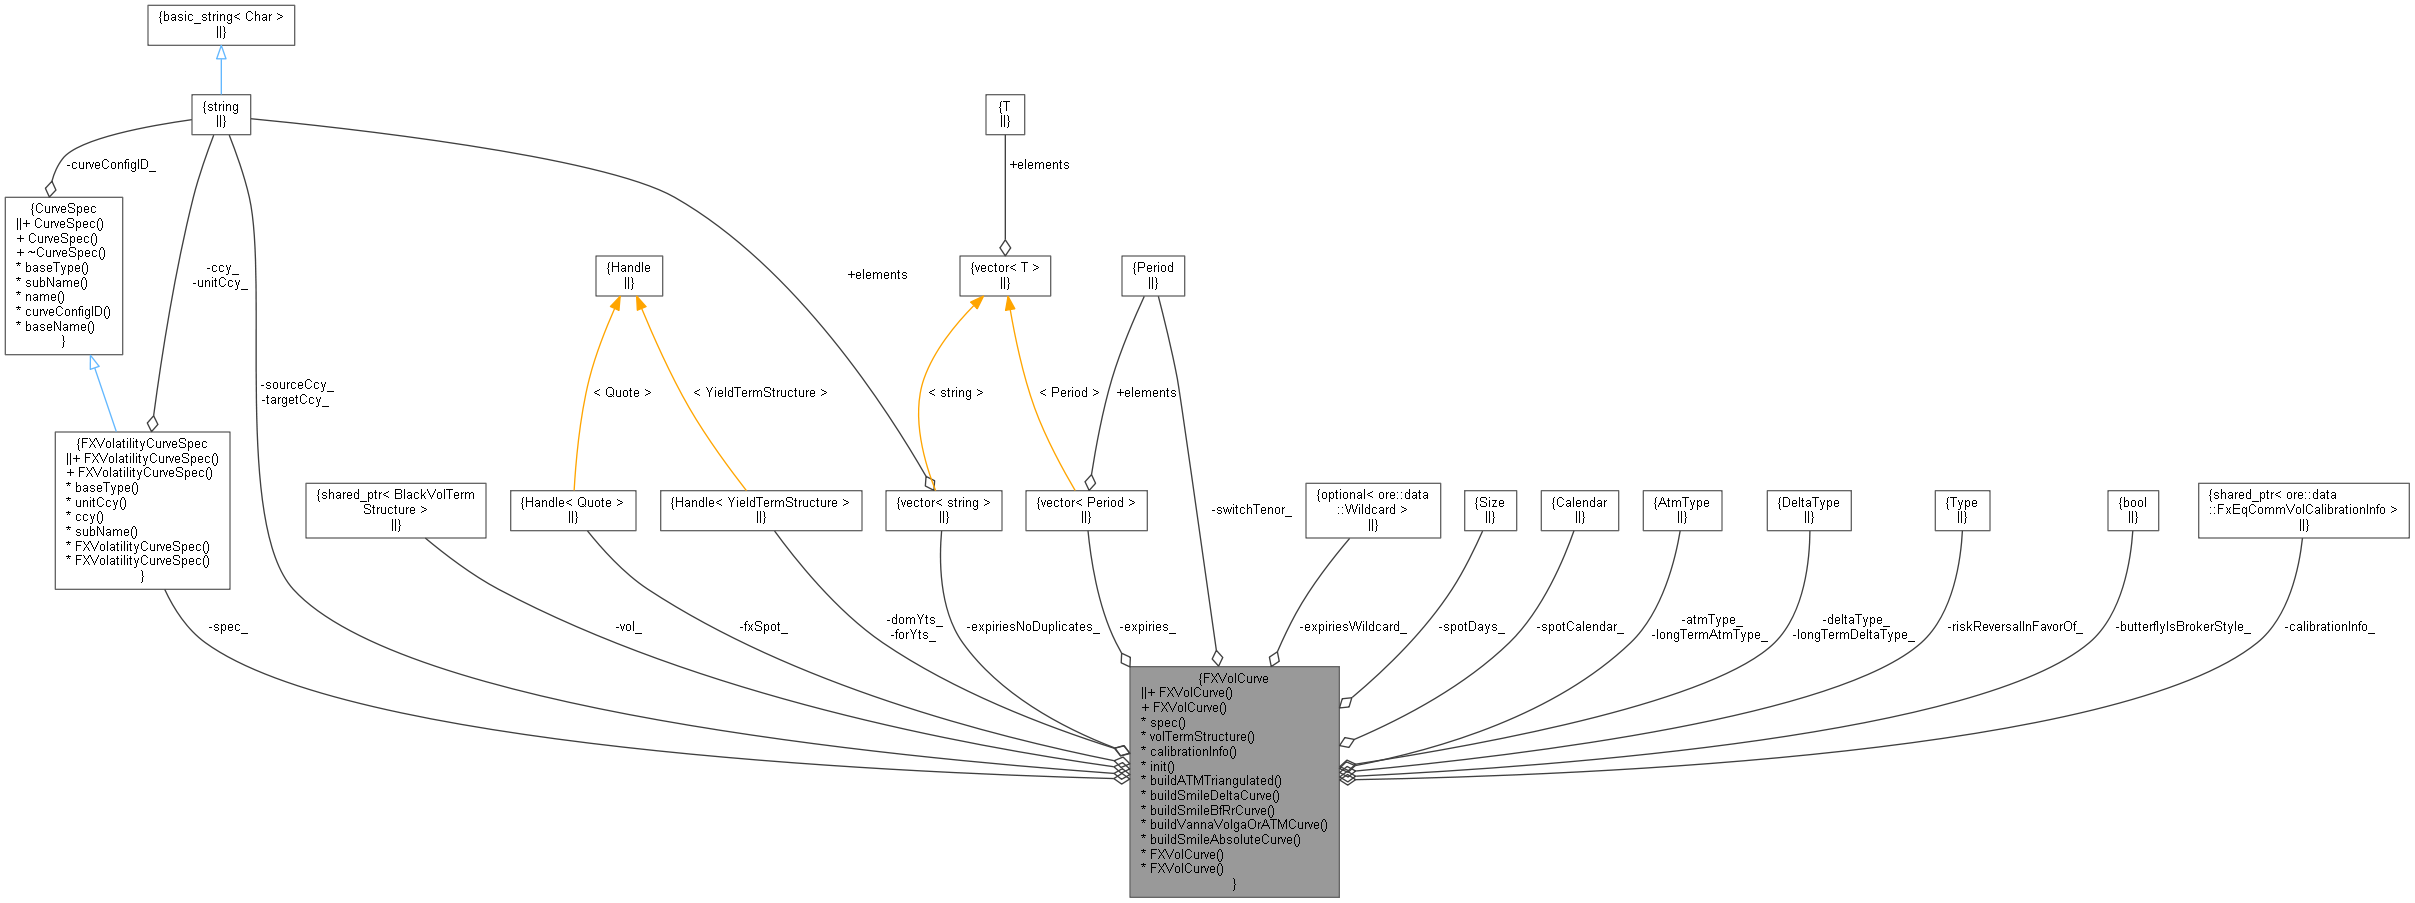 {basic_string< Char >
||}
{string
||}
{T
||}
-curveConfigID_
+elements
{CurveSpec
||+ CurveSpec()
+ CurveSpec()
+ ~CurveSpec()
* baseType()
* subName()
* name()
* curveConfigID()
* baseName()
}
-ccy_
-unitCcy_
{Handle
||}
+elements
{vector< T >
||}
{Period
||}
-sourceCcy_
-targetCcy_
< Quote >
< YieldTermStructure >
< string >
< Period >
+elements
{FXVolatilityCurveSpec
||+ FXVolatilityCurveSpec()
+ FXVolatilityCurveSpec()
* baseType()
* unitCcy()
* ccy()
* subName()
* FXVolatilityCurveSpec()
* FXVolatilityCurveSpec()
}
{shared_ptr< BlackVolTerm
Structure >
||}
{Handle< Quote >
||}
{Handle< YieldTermStructure >
||}
{vector< string >
||}
{vector< Period >
||}
-switchTenor_
{optional< ore::data
::Wildcard >
||}
{Size
||}
{Calendar
||}
{AtmType
||}
{DeltaType
||}
{Type
||}
{bool
||}
{shared_ptr< ore::data
::FxEqCommVolCalibrationInfo >
||}
-spec_
-vol_
-fxSpot_
-domYts_
-forYts_
-expiriesNoDuplicates_
-expiries_
-expiriesWildcard_
-spotDays_
-spotCalendar_
-atmType_
-longTermAtmType_
-deltaType_
-longTermDeltaType_
-riskReversalInFavorOf_
-butterflyIsBrokerStyle_
-calibrationInfo_
{FXVolCurve
||+ FXVolCurve()
+ FXVolCurve()
* spec()
* volTermStructure()
* calibrationInfo()
* init()
* buildATMTriangulated()
* buildSmileDeltaCurve()
* buildSmileBfRrCurve()
* buildVannaVolgaOrATMCurve()
* buildSmileAbsoluteCurve()
* FXVolCurve()
* FXVolCurve()
}